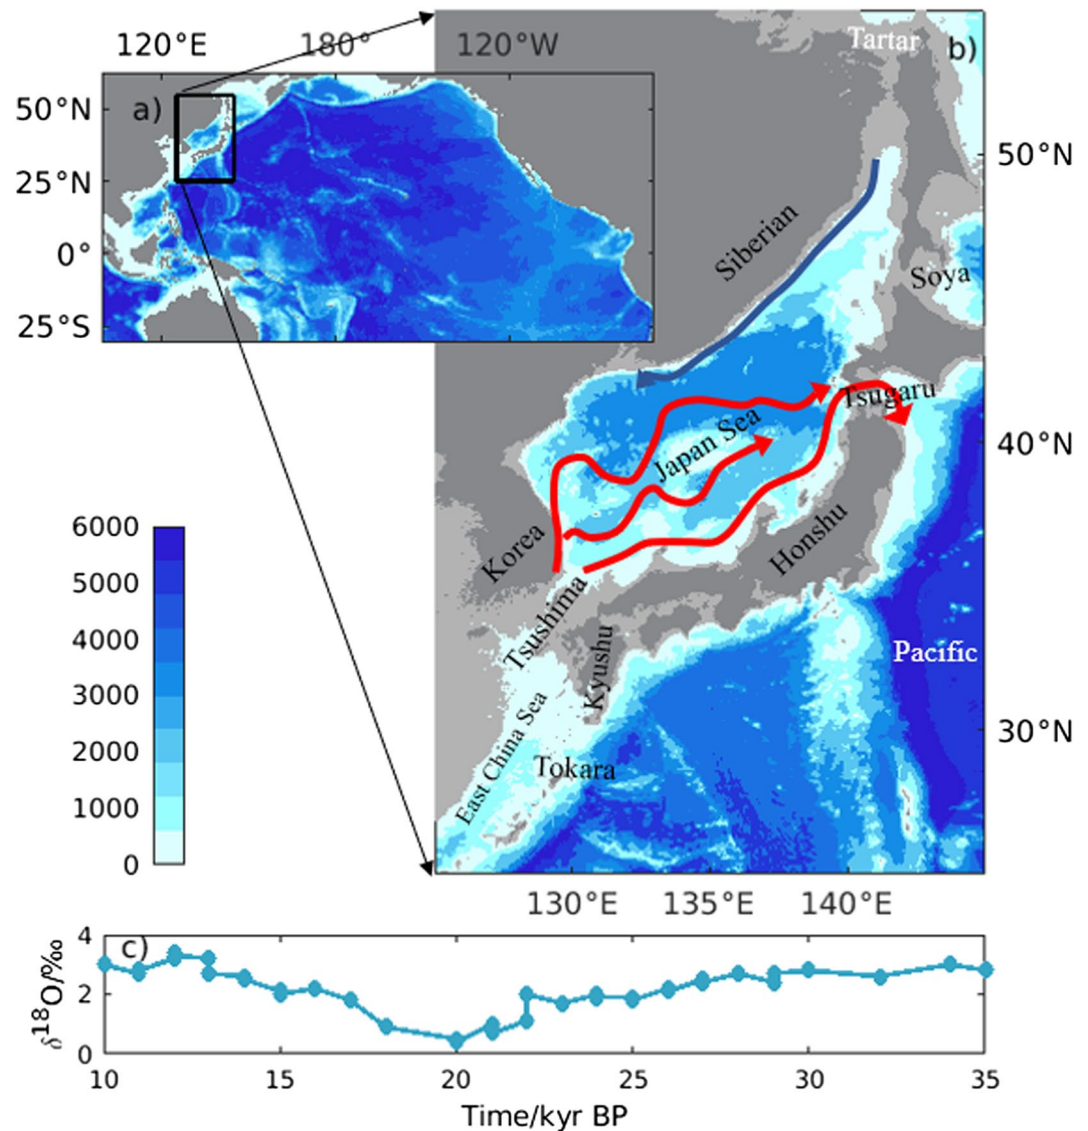 120°E
180°
120°W
a)
50°N
25°N
0°
25°S
b)
Tartar
50°N
Siberian
Soya
Tsugaru
Japan Sea
40°N
Korea
Honshu
Tsushima
Kyushu
Pacific
East China Sea
Tokara
30°N
6000
5000
4000
3000
2000
1000
0
130°E
135°E
140°E
c)
δ¹⁸O/‰
4
2
0
10
15
20
25
30
35
Time/kyr BP